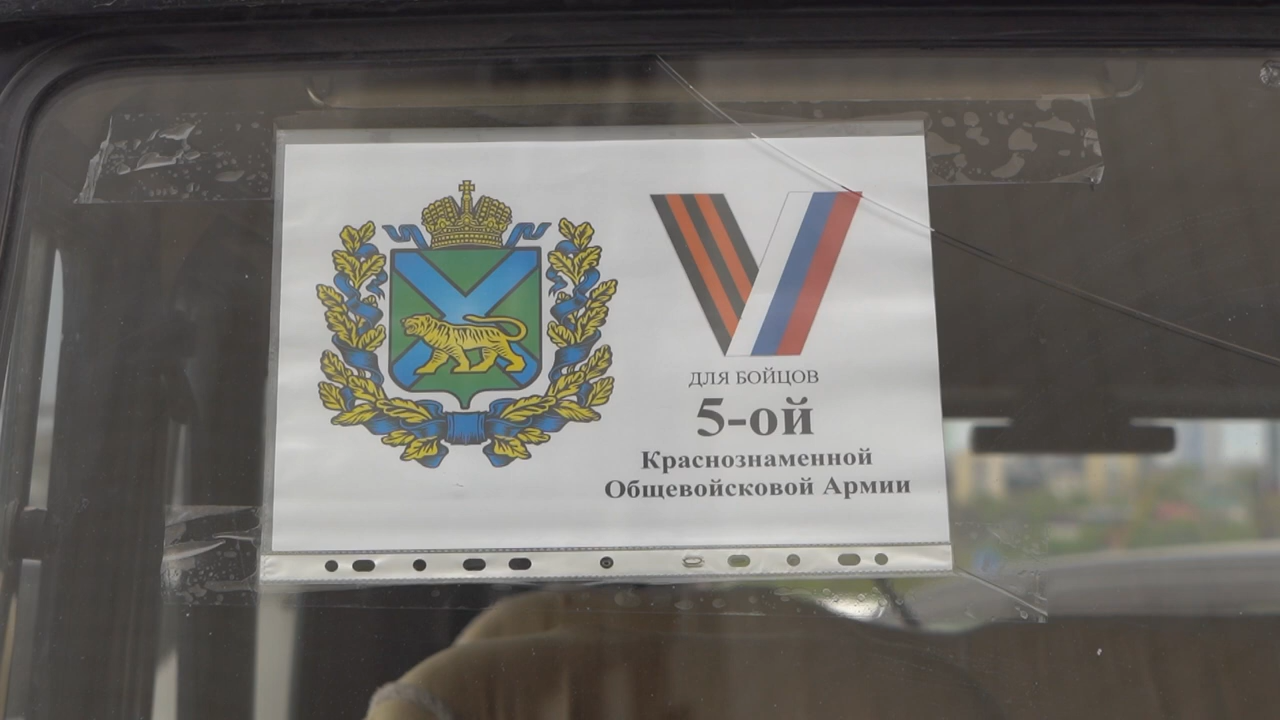 V
ДЛЯ БОЙЦОВ
5-ой
Краснознаменной
Общевойсковой Армии